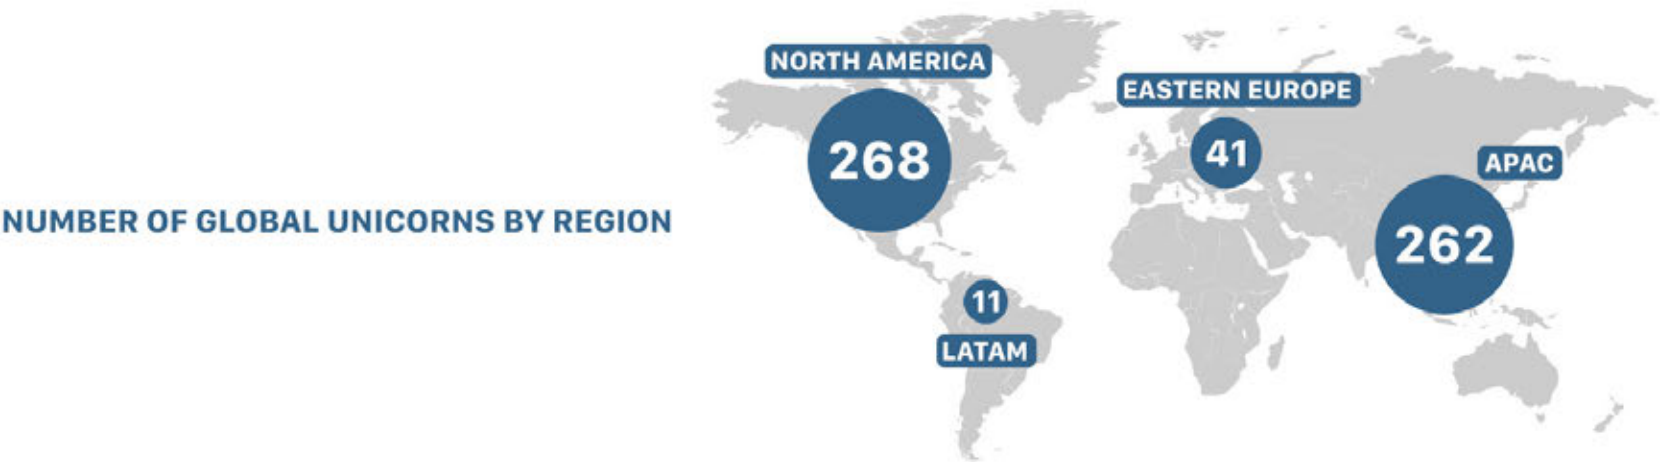 NUMBER OF GLOBAL UNICORNS BY REGION
NORTH AMERICA
268
EASTERN EUROPE
41
APAC
262
11
LATAM